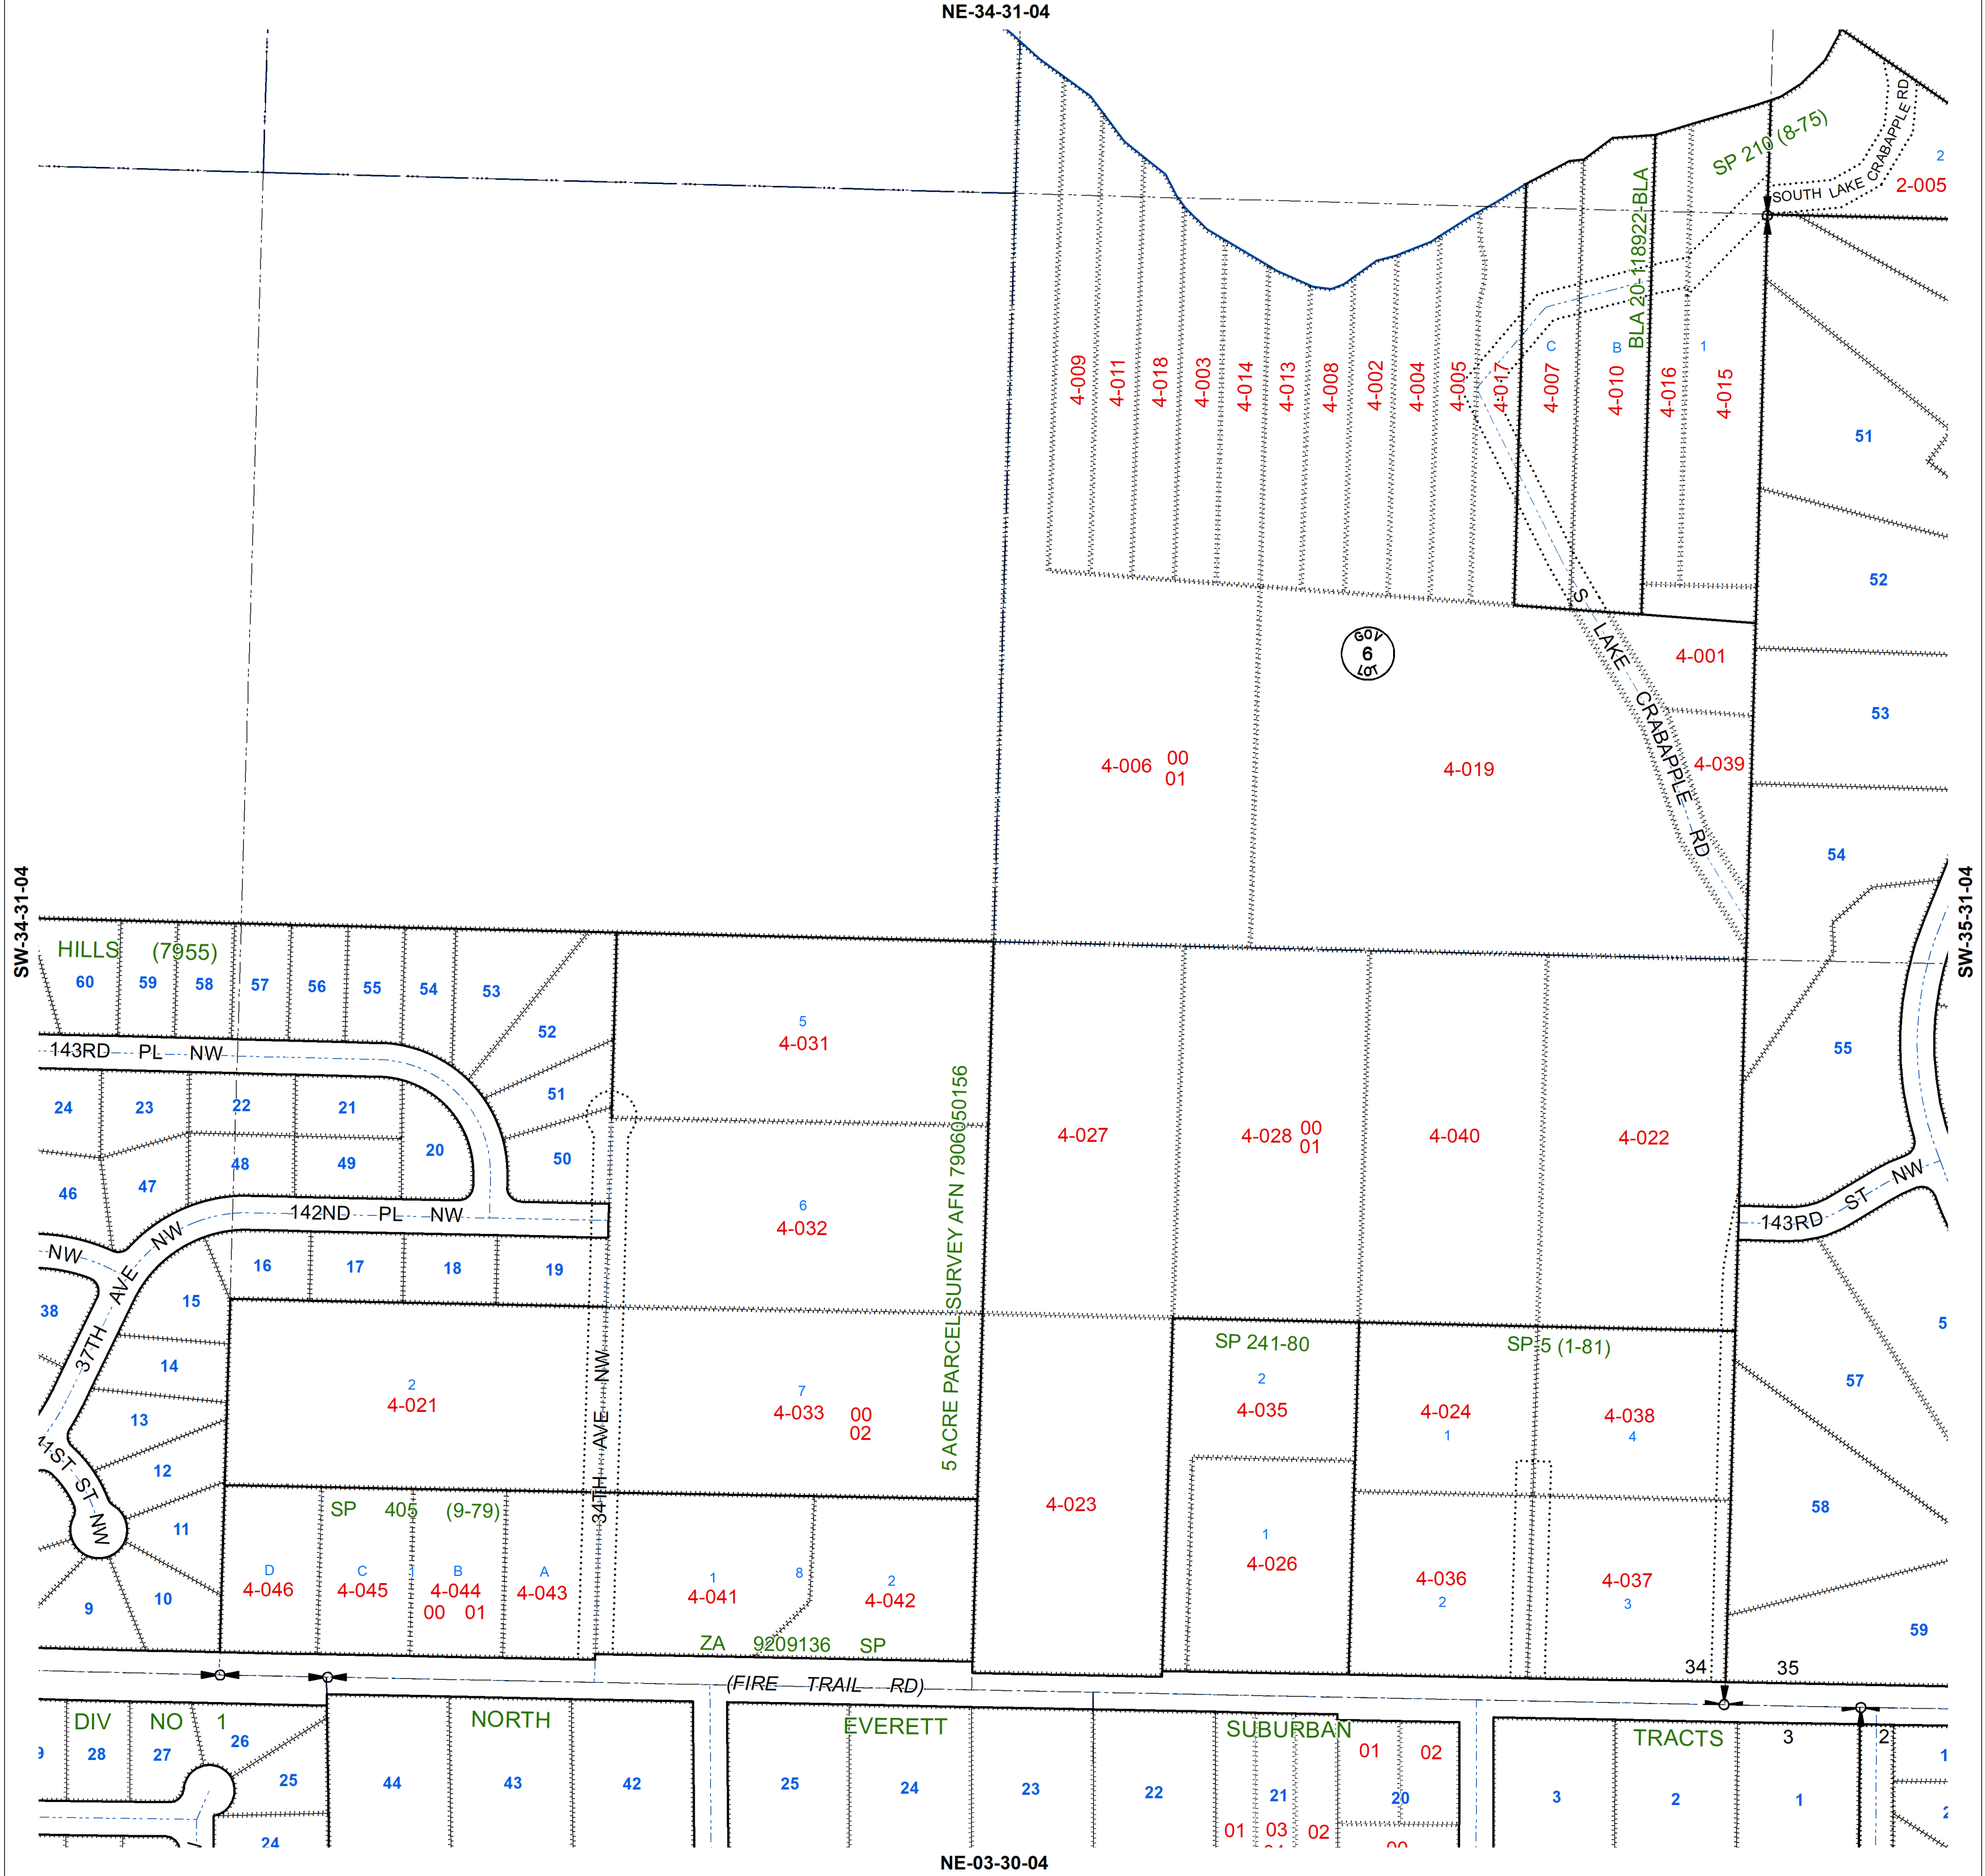 NE-34-31-04
SW-34-31-04
SW-35-31-04
NE-03-30-04
SP 210 (8-75)
SOUTH LAKE CRABAPPLE RD
2
2-005
BLA 20-118922-BLA
4-009
4-011
4-018
4-003
4-014
4-013
4-008
4-002
4-004
4-005
4-017
C
4-007
B
4-010
4-016
1
4-015
51
52
53
54
55
GOV
6
LOT
S LAKE CRABAPPLE RD
4-001
4-039
4-006 00
01
4-019
HILLS (7955)
60 59 58 57 56 55 54 53
52
51
50
143RD PL NW
24 23 22 21
20
46 47 48 49
142ND PL NW
NW
37TH AVE NW
38
16 17 18 19
15
14
13
12
11
10
9
ST NW
5
4-031
6
4-032
7
4-033 00
02
2
4-021
34TH AVE NW
5 ACRE PARCEL SURVEY AFN 7906050156
4-027
4-028 00
01
4-040
4-022
143RD ST NW
5
57
58
59
SP 241-80
2
4-035
1
4-026
SP-5 (1-81)
4-024
1
4-038
4
4-023
4-036
2
4-037
3
SP 405 (9-79)
D
4-046
C
4-045
1
B
4-044
00 01
A
4-043
1
4-041
8
2
4-042
ZA 9209136 SP
(FIRE TRAIL RD)
34 35
DIV NO 1
NORTH EVERETT SUBURBAN TRACTS
3 2
9 28 27 26
25
24
44 43 42
25 24 23 22
21
01 03 02
01 02
20
3 2 1
1
2